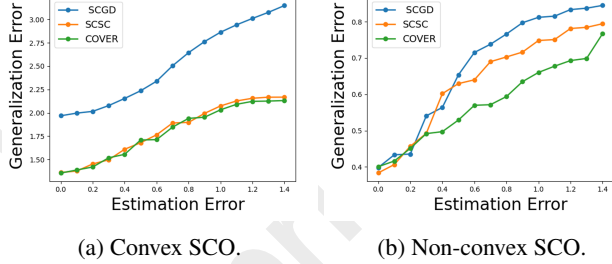 SCGD
SCSC
COVER
Generalization Error
3.00
2.75
2.50
2.25
2.00
1.75
1.50
0.0 0.2 0.4 0.6 0.8 1.0 1.2 1.4
Estimation Error
(a) Convex SCO.
SCGD
SCSC
COVER
Generalization Error
0.8
0.7
0.6
0.5
0.4
0.0 0.2 0.4 0.6 0.8 1.0 1.2 1.4
Estimation Error
(b) Non-convex SCO.